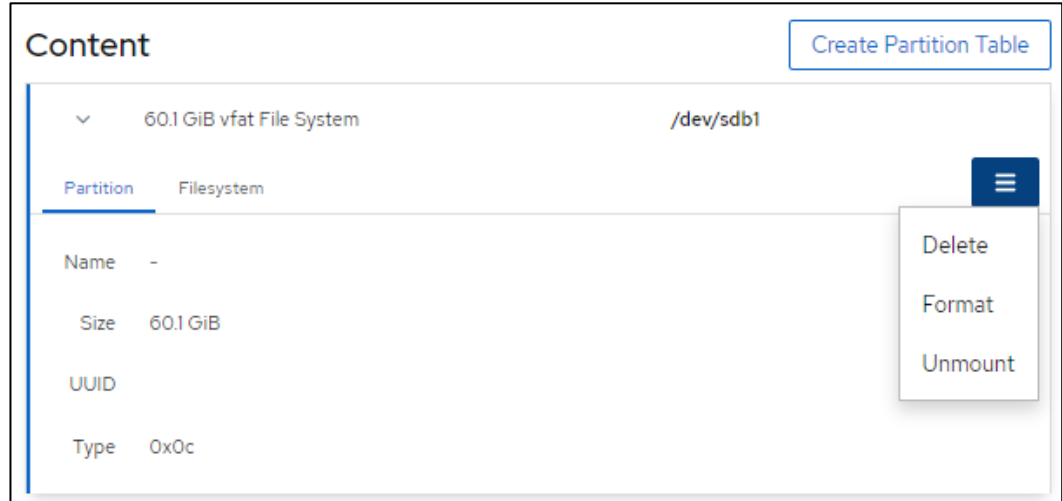 Content
Create Partition Table
60.1 GiB vfat File System /dev/sdb1
Partition Filesystem
Delete
Name -
Format
Size 60.1 GiB
Unmount
UUID
Type 0x0c